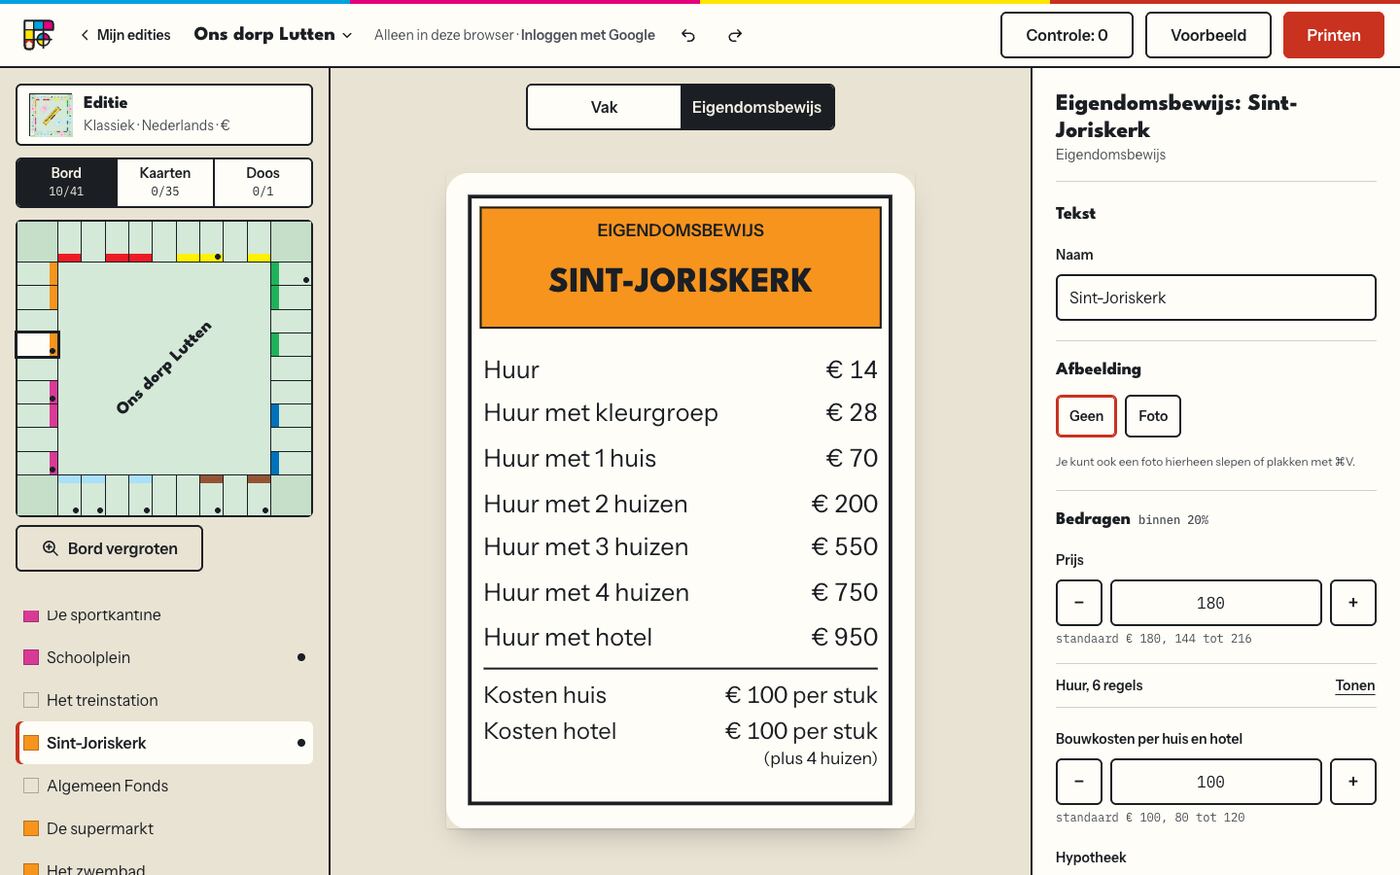 Mijn edities
Ons dorp Lutten
Alleen in deze browser · Inloggen met Google
Controle: 0
Voorbeeld
Printen
Editie
Klassiek · Nederlands · €
Bord
10/41
Kaarten
0/35
Doos
0/1
Ons dorp Lutten
Bord vergroten
De sportkantine
Schoolplein
Het treinstation
Sint-Joriskerk
Algemeen Fonds
De supermarkt
Het zwembad
Vak
Eigendomsbewijs
EIGENDOMSBEWIJS
SINT-JORISKERK
Huur € 14
Huur met kleurgroep € 28
Huur met 1 huis € 70
Huur met 2 huizen € 200
Huur met 3 huizen € 550
Huur met 4 huizen € 750
Huur met hotel € 950
Kosten huis € 100 per stuk
Kosten hotel € 100 per stuk
(plus 4 huizen)
Eigendomsbewijs: Sint-
Joriskerk
Eigendomsbewijs
Tekst
Naam
Sint-Joriskerk
Afbeelding
Geen
Foto
Je kunt ook een foto hierheen slepen of plakken met ⌘V.
Bedragen binnen 20%
Prijs
− 180 +
standaard € 180, 144 tot 216
Huur, 6 regels Tonen
Bouwkosten per huis en hotel
− 100 +
standaard € 100, 80 tot 120
Hypotheek